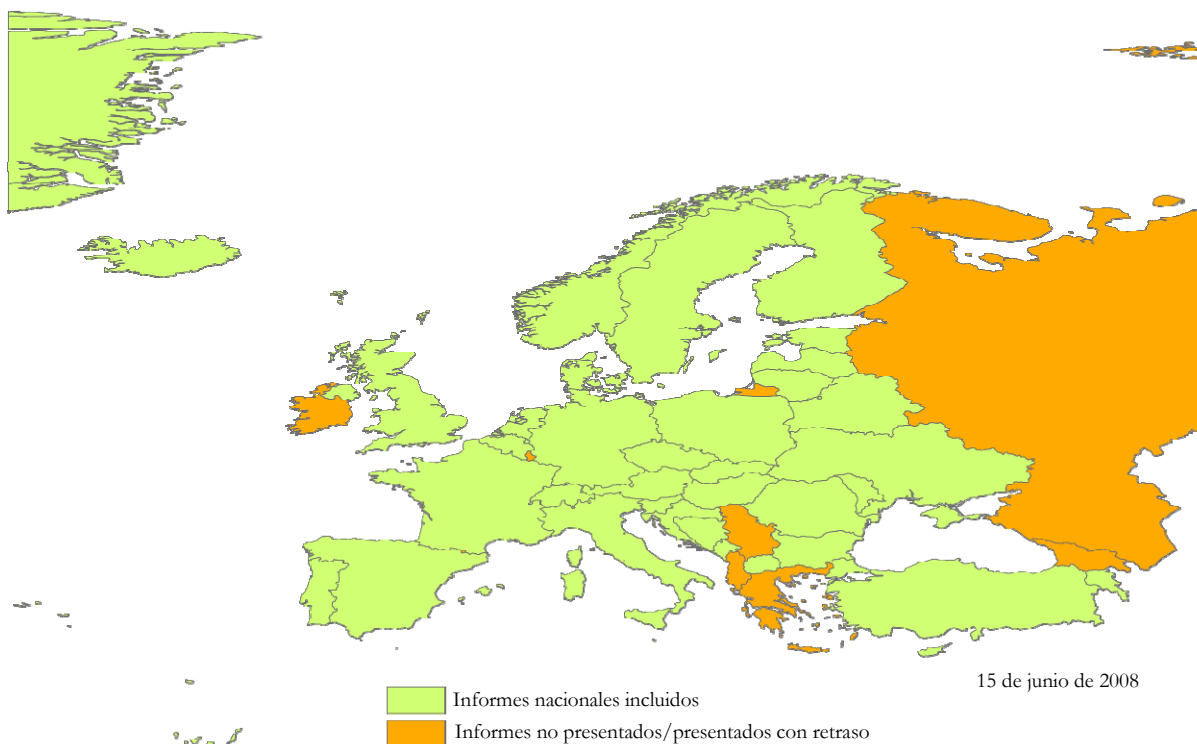 15 de junio de 2008
Informes nacionales incluidos
Informes no presentados/presentados con retraso